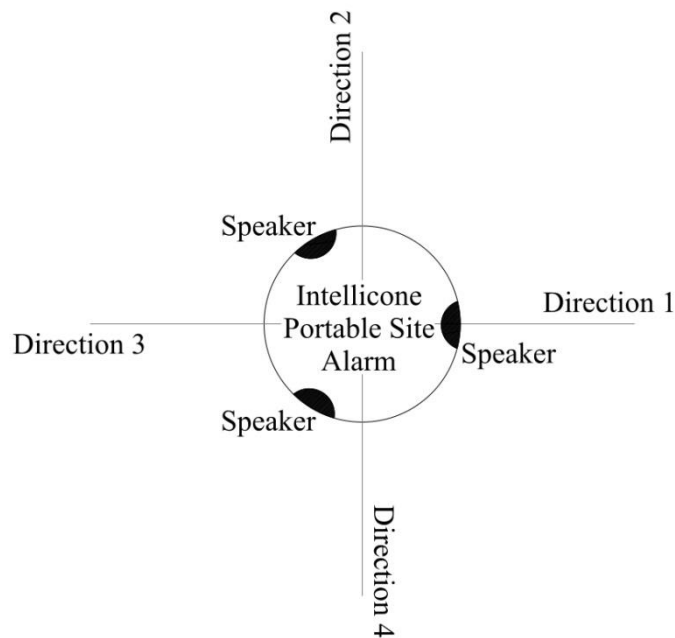 Direction 2
Speaker
Intellicone
Portable Site
Alarm
Direction 1
Speaker
Direction 3
Speaker
Direction 4